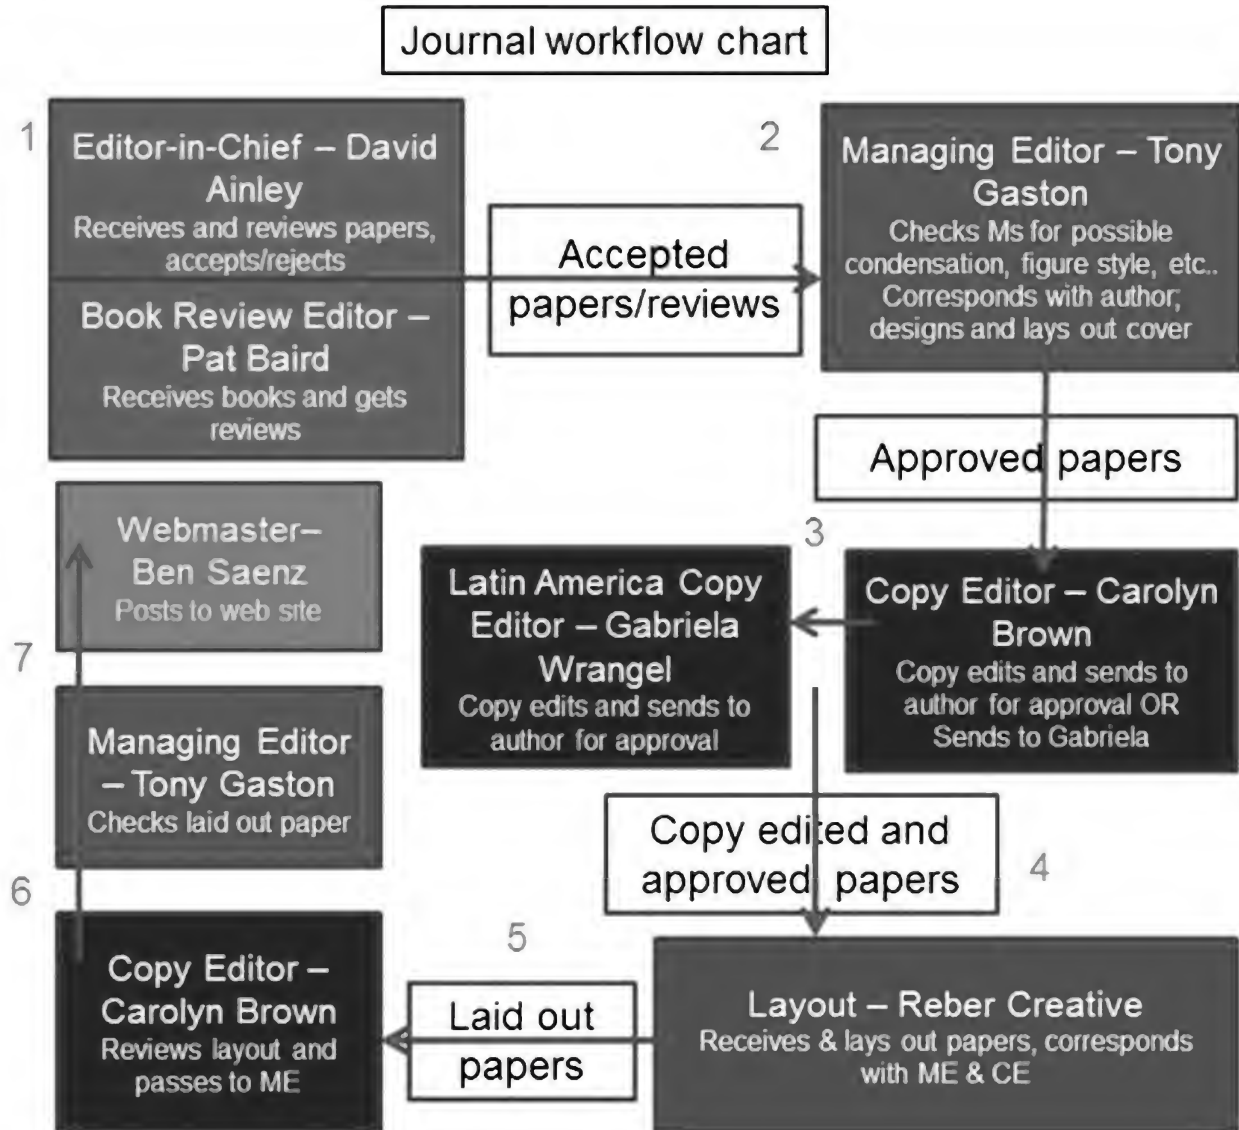 Journal workflow chart
1
Editor-in-Chief – David
Ainley
Receives and reviews papers,
accepts/rejects
Book Review Editor –
Pat Baird
Receives books and gets
reviews
Accepted
papers/reviews
2
Managing Editor – Tony
Gaston
Checks Ms for possible
condensation, figure style, etc..
Corresponds with author;
designs and lays out cover
Approved papers
3
Copy Editor – Carolyn
Brown
Copy edits and sends to
author for approval OR
Sends to Gabriela
Latin America Copy
Editor – Gabriela
Wrangel
Copy edits and sends to
author for approval
Copy edited and
approved papers
4
Layout – Reber Creative
Receives & lays out papers, corresponds
with ME & CE
5
Laid out
papers
Copy Editor –
Carolyn Brown
Reviews layout and
passes to ME
6
Managing Editor
– Tony Gaston
Checks laid out paper
7
Webmaster–
Ben Saenz
Posts to web site